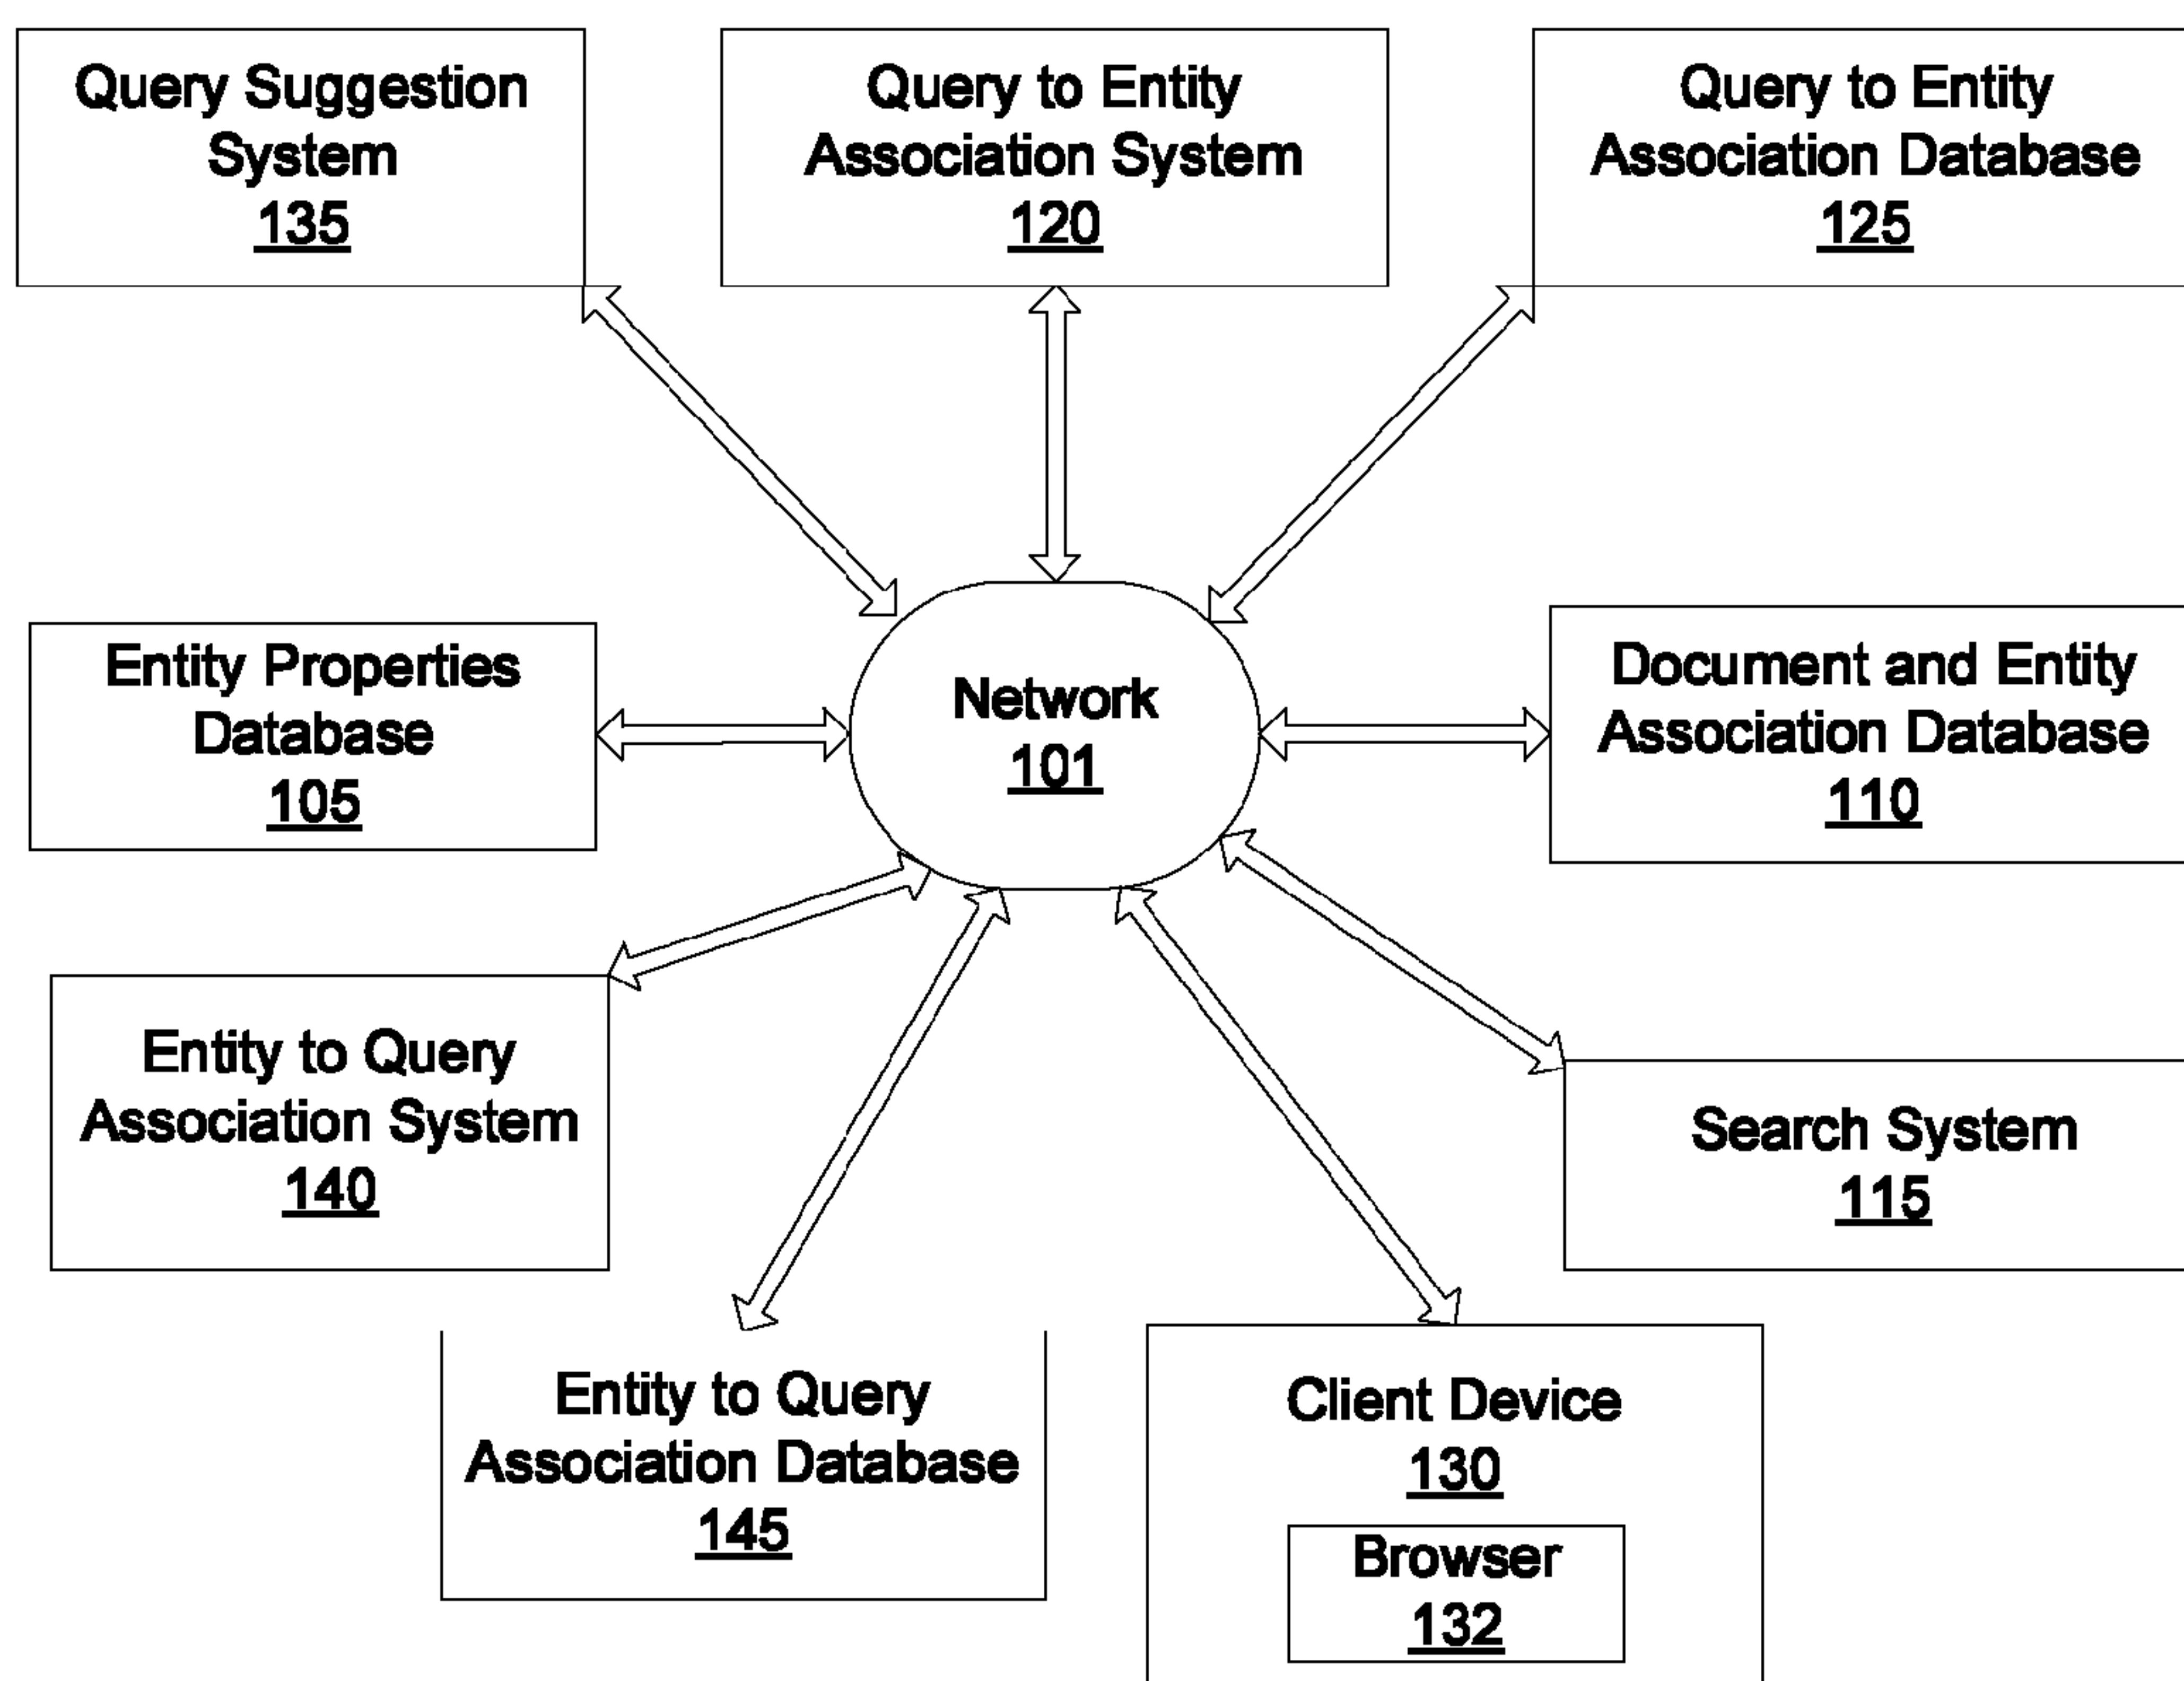 Query Suggestion
System
135
Query to Entity
Association System
120
Query to Entity
Association Database
125
Entity Properties
Database
105
Network
101
Document and Entity
Association Database
110
Entity to Query
Association System
140
Search System
115
Entity to Query
Association Database
145
Client Device
130
Browser
132